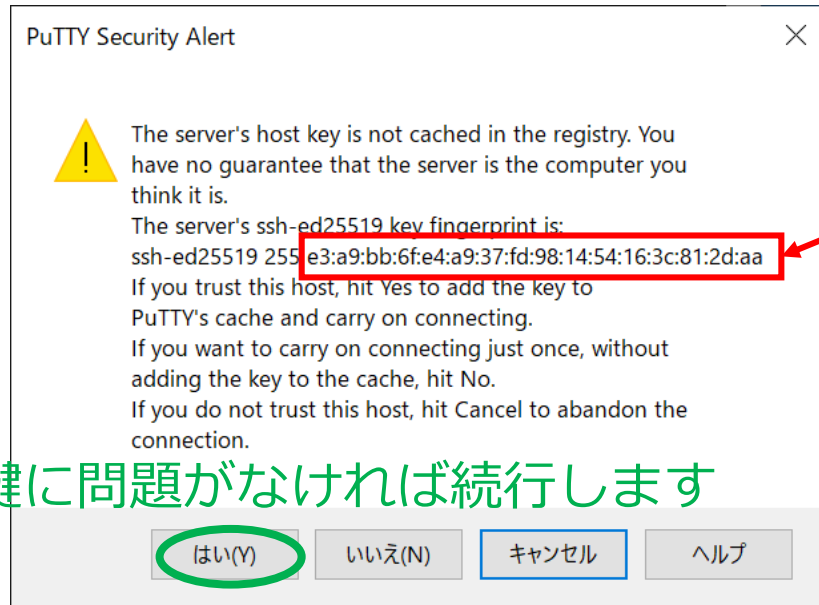 PuTTY Security Alert
The server's host key is not cached in the registry. You
have no guarantee that the server is the computer you
think it is.
The server's ssh-ed25519 key fingerprint is:
ssh-ed25519 255 e3:a9:bb:6f:e4:a9:37:fd:98:14:54:16:3c:81:2d:aa
If you trust this host, hit Yes to add the key to
PuTTY's cache and carry on connecting.
If you want to carry on connecting just once, without
adding the key to the cache, hit No.
If you do not trust this host, hit Cancel to abandon the
connection.
鍵に問題がなければ続行します
はい(Y) いいえ(N) キャンセル ヘルプ